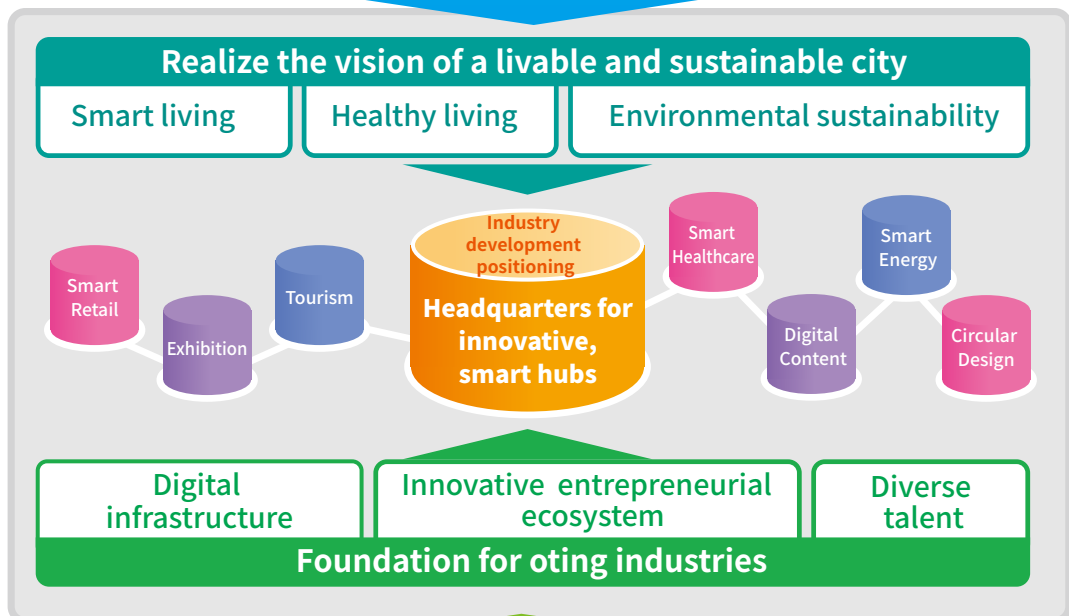 Realize the vision of a livable and sustainable city
Smart living
Healthy living
Environmental sustainability
Smart
Retail
Exhibition
Tourism
Industry
development
positioning
Headquarters for
innovative,
smart hubs
Smart
Healthcare
Digital
Content
Smart
Energy
Circular
Design
Digital
infrastructure
Innovative entrepreneurial
ecosystem
Diverse
talent
Foundation for oting industries